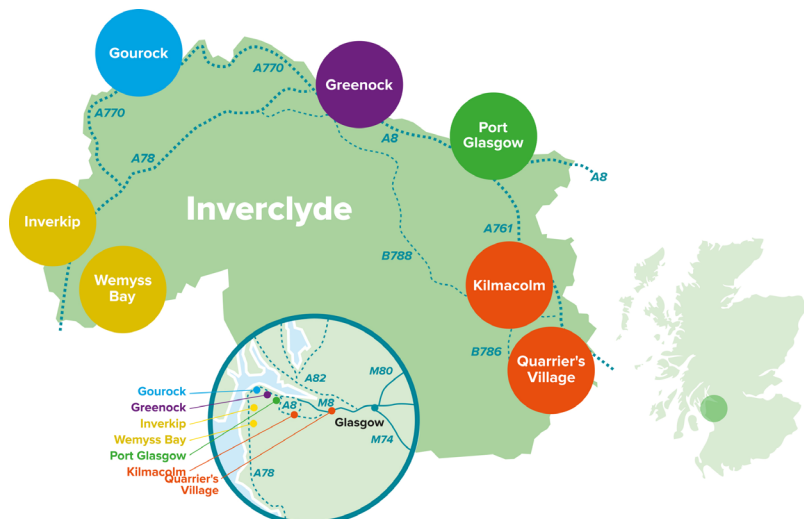 Gourock
A770
Greenock
A770
Port
Glasgow
A8
A78
A8
Inverclyde
Inverkip
A761
B788
Wemyss
Bay
Kilmacolm
B786
Quarrier's
Village
A82
M80
Gourock
Greenock
A8
M8
Inverkip
Glasgow
Wemyss Bay
M74
Port Glasgow
Kilmacolm
A78
Quarrier's
Village